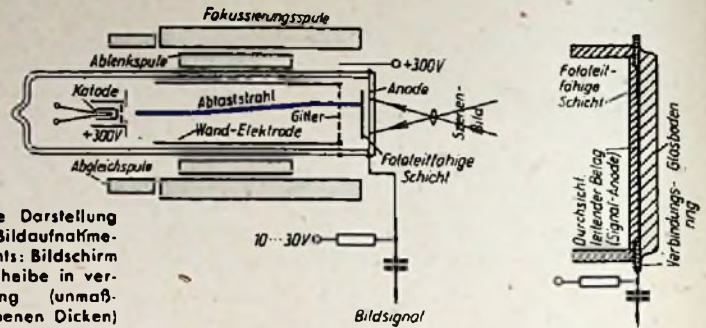 Fokussierungsspule
Ablenkspule
+300V
Katode
Anode
Abtaststrahl
Gitter
Szenen-
Bild
+300V
Wand-Elektrode
Fotoleitfähige
Schicht
Abgleichspule
10···30V
Bildsignal
Fotoleit-
fähige
Schicht
Durchsicht.
leitender Belag
(Signal-Anode)
Verbindungs-
ring
Glasboden
e Darstellung
Bildaufnahme-
nts: Bildschirm
heibe in ver-
ng (unmaß-
benen Dicken)